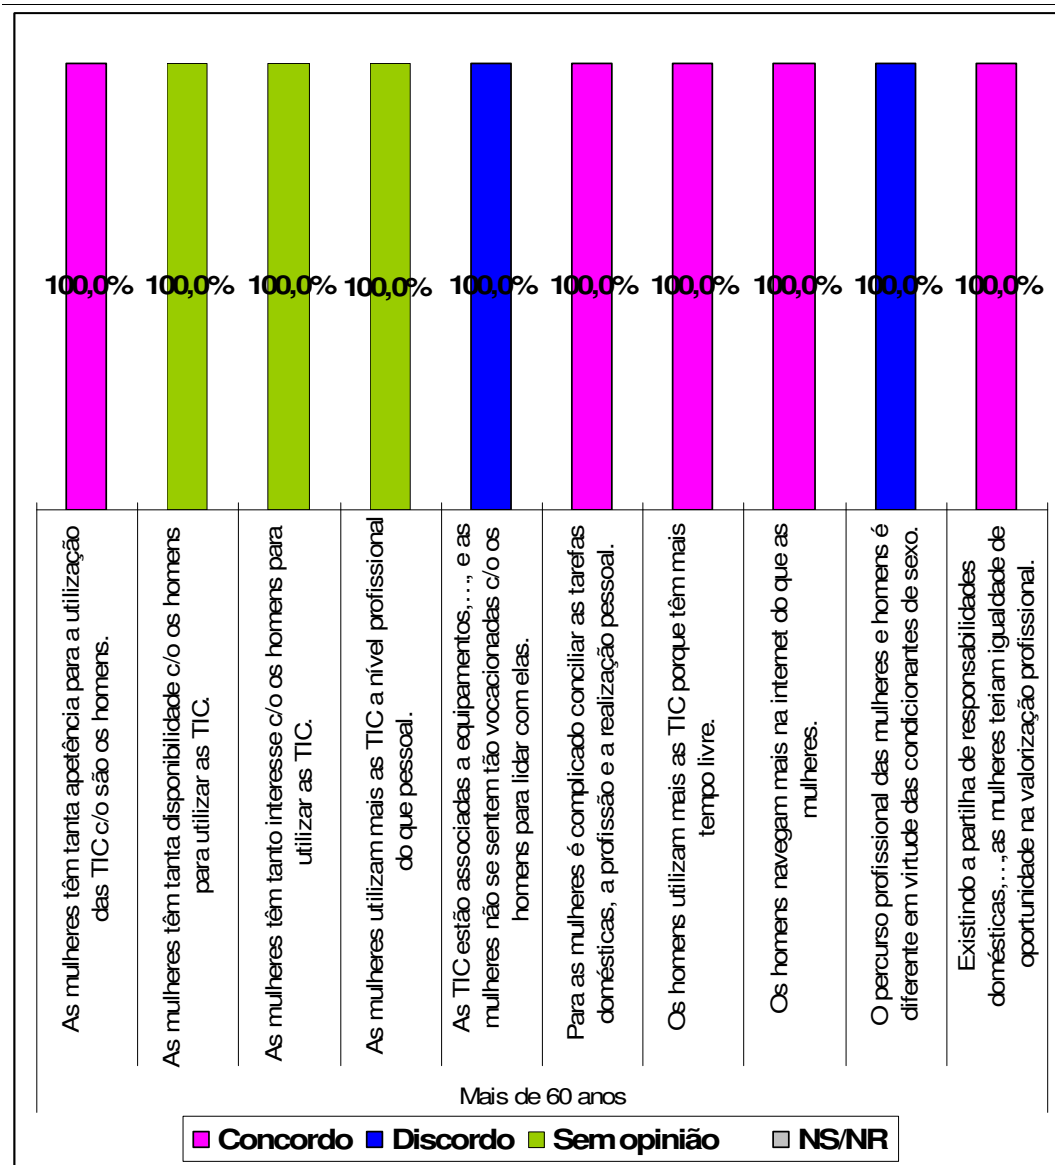 100,0% 100,0% 100,0% 100,0% 100,0% 100,0% 100,0% 100,0% 100,0% 100,0%
As mulheres têm tanta apetência para a utilização
das TIC c/o são os homens.
As mulheres têm tanta disponibilidade c/o os homens
para utilizar as TIC.
As mulheres têm tanto interesse c/o os homens para
utilizar as TIC.
As mulheres utilizam mais as TIC a nível profissional
do que pessoal.
As TIC estão associadas a equipamentos,…, e as
mulheres não se sentem tão vocacionadas c/o os
homens para lidar com elas.
Para as mulheres é complicado conciliar as tarefas
domésticas, a profissão e a realização pessoal.
Os homens utilizam mais as TIC porque têm mais
tempo livre.
Os homens navegam mais na internet do que as
mulheres.
O percurso profissional das mulheres e homens é
diferente em virtude das condicionantes de sexo.
Existindo a partilha de responsabilidades
domésticas,…,as mulheres teriam igualdade de
oportunidade na valorização profissional.
Mais de 60 anos
Concordo Discordo Sem opinião NS/NR